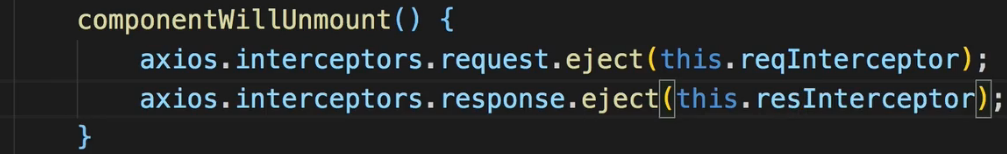 componentWillUnmount() {
axios.interceptors.request.eject(this.reqInterceptor);
axios.interceptors.response.eject(this.resInterceptor);
}